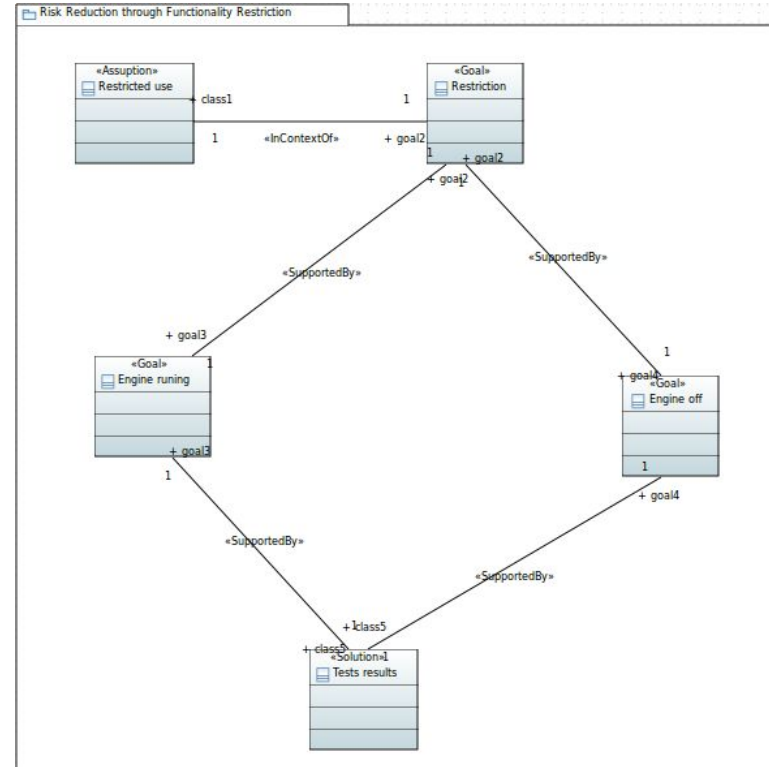 Risk Reduction through Functionality Restriction
«Assuption»
Restricted use
«Goal»
Restriction
+ class1
1
1
«InContextOf»
+ goal2
1
+ goal2
+ goal2
1
«SupportedBy»
«SupportedBy»
+ goal3
1
1
«Goal»
Engine runing
+ goal4
«Goal»
Engine off
+ goal3
1
1
+ goal4
«SupportedBy»
«SupportedBy»
1
+ class5
+ class5
«Solution»
1
Tests results